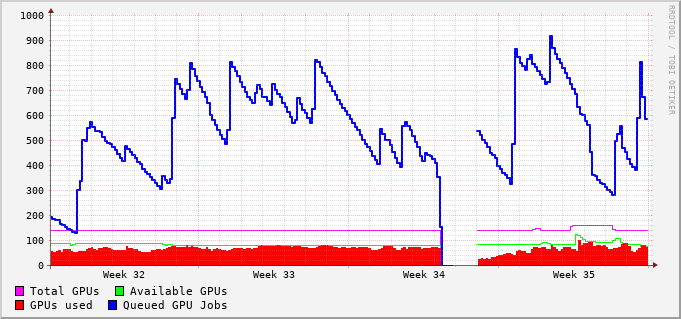 1000
900
800
700
600
500
400
300
200
100
0
Week 32 Week 33 Week 34 Week 35
Total GPUs Available GPUs
GPUs used Queued GPU Jobs
RRDTOOL / TOBI OETIKER